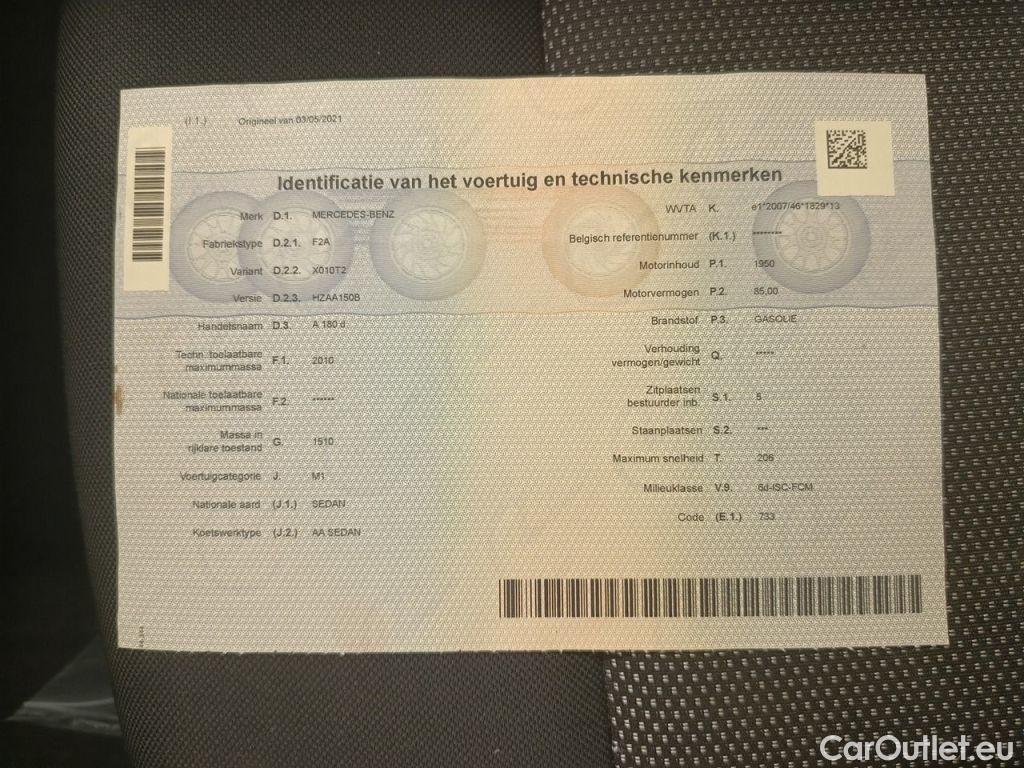 (I.1.) Origineel van 03/05/2021
Identificatie van het voertuig en technische kenmerken
Merk D.1. MERCEDES-BENZ
Fabriekstype D.2.1. F2A
Variant D.2.2. X010T2
Versie D.2.3. HZAA150B
Handelsnaam D.3. A 180 d
Techn. toelaatbare
maximummassa F.1. 2010
Nationale toelaatbare
maximummassa F.2. ******
Massa in
rijklare toestand G. 1510
Voertuigcategorie J. M1
Nationale aard (J.1.) SEDAN
Koetswerktype (J.2.) AA SEDAN
WVTA K. e1*2007/46*1829*13
Belgisch referentienummer (K.1.) ********
Motorinhoud P.1. 1950
Motorvermogen P.2. 85,00
Brandstof P.3. GASOLIE
Verhouding
vermogen/gewicht Q. *****
Zitplaatsen
bestuurder inb. S.1. 5
Staanplaatsen S.2. ***
Maximum snelheid T. 206
Milieuklasse V.9. 6d-ISC-FCM
Code (E.1.) 733
CarOutlet.eu